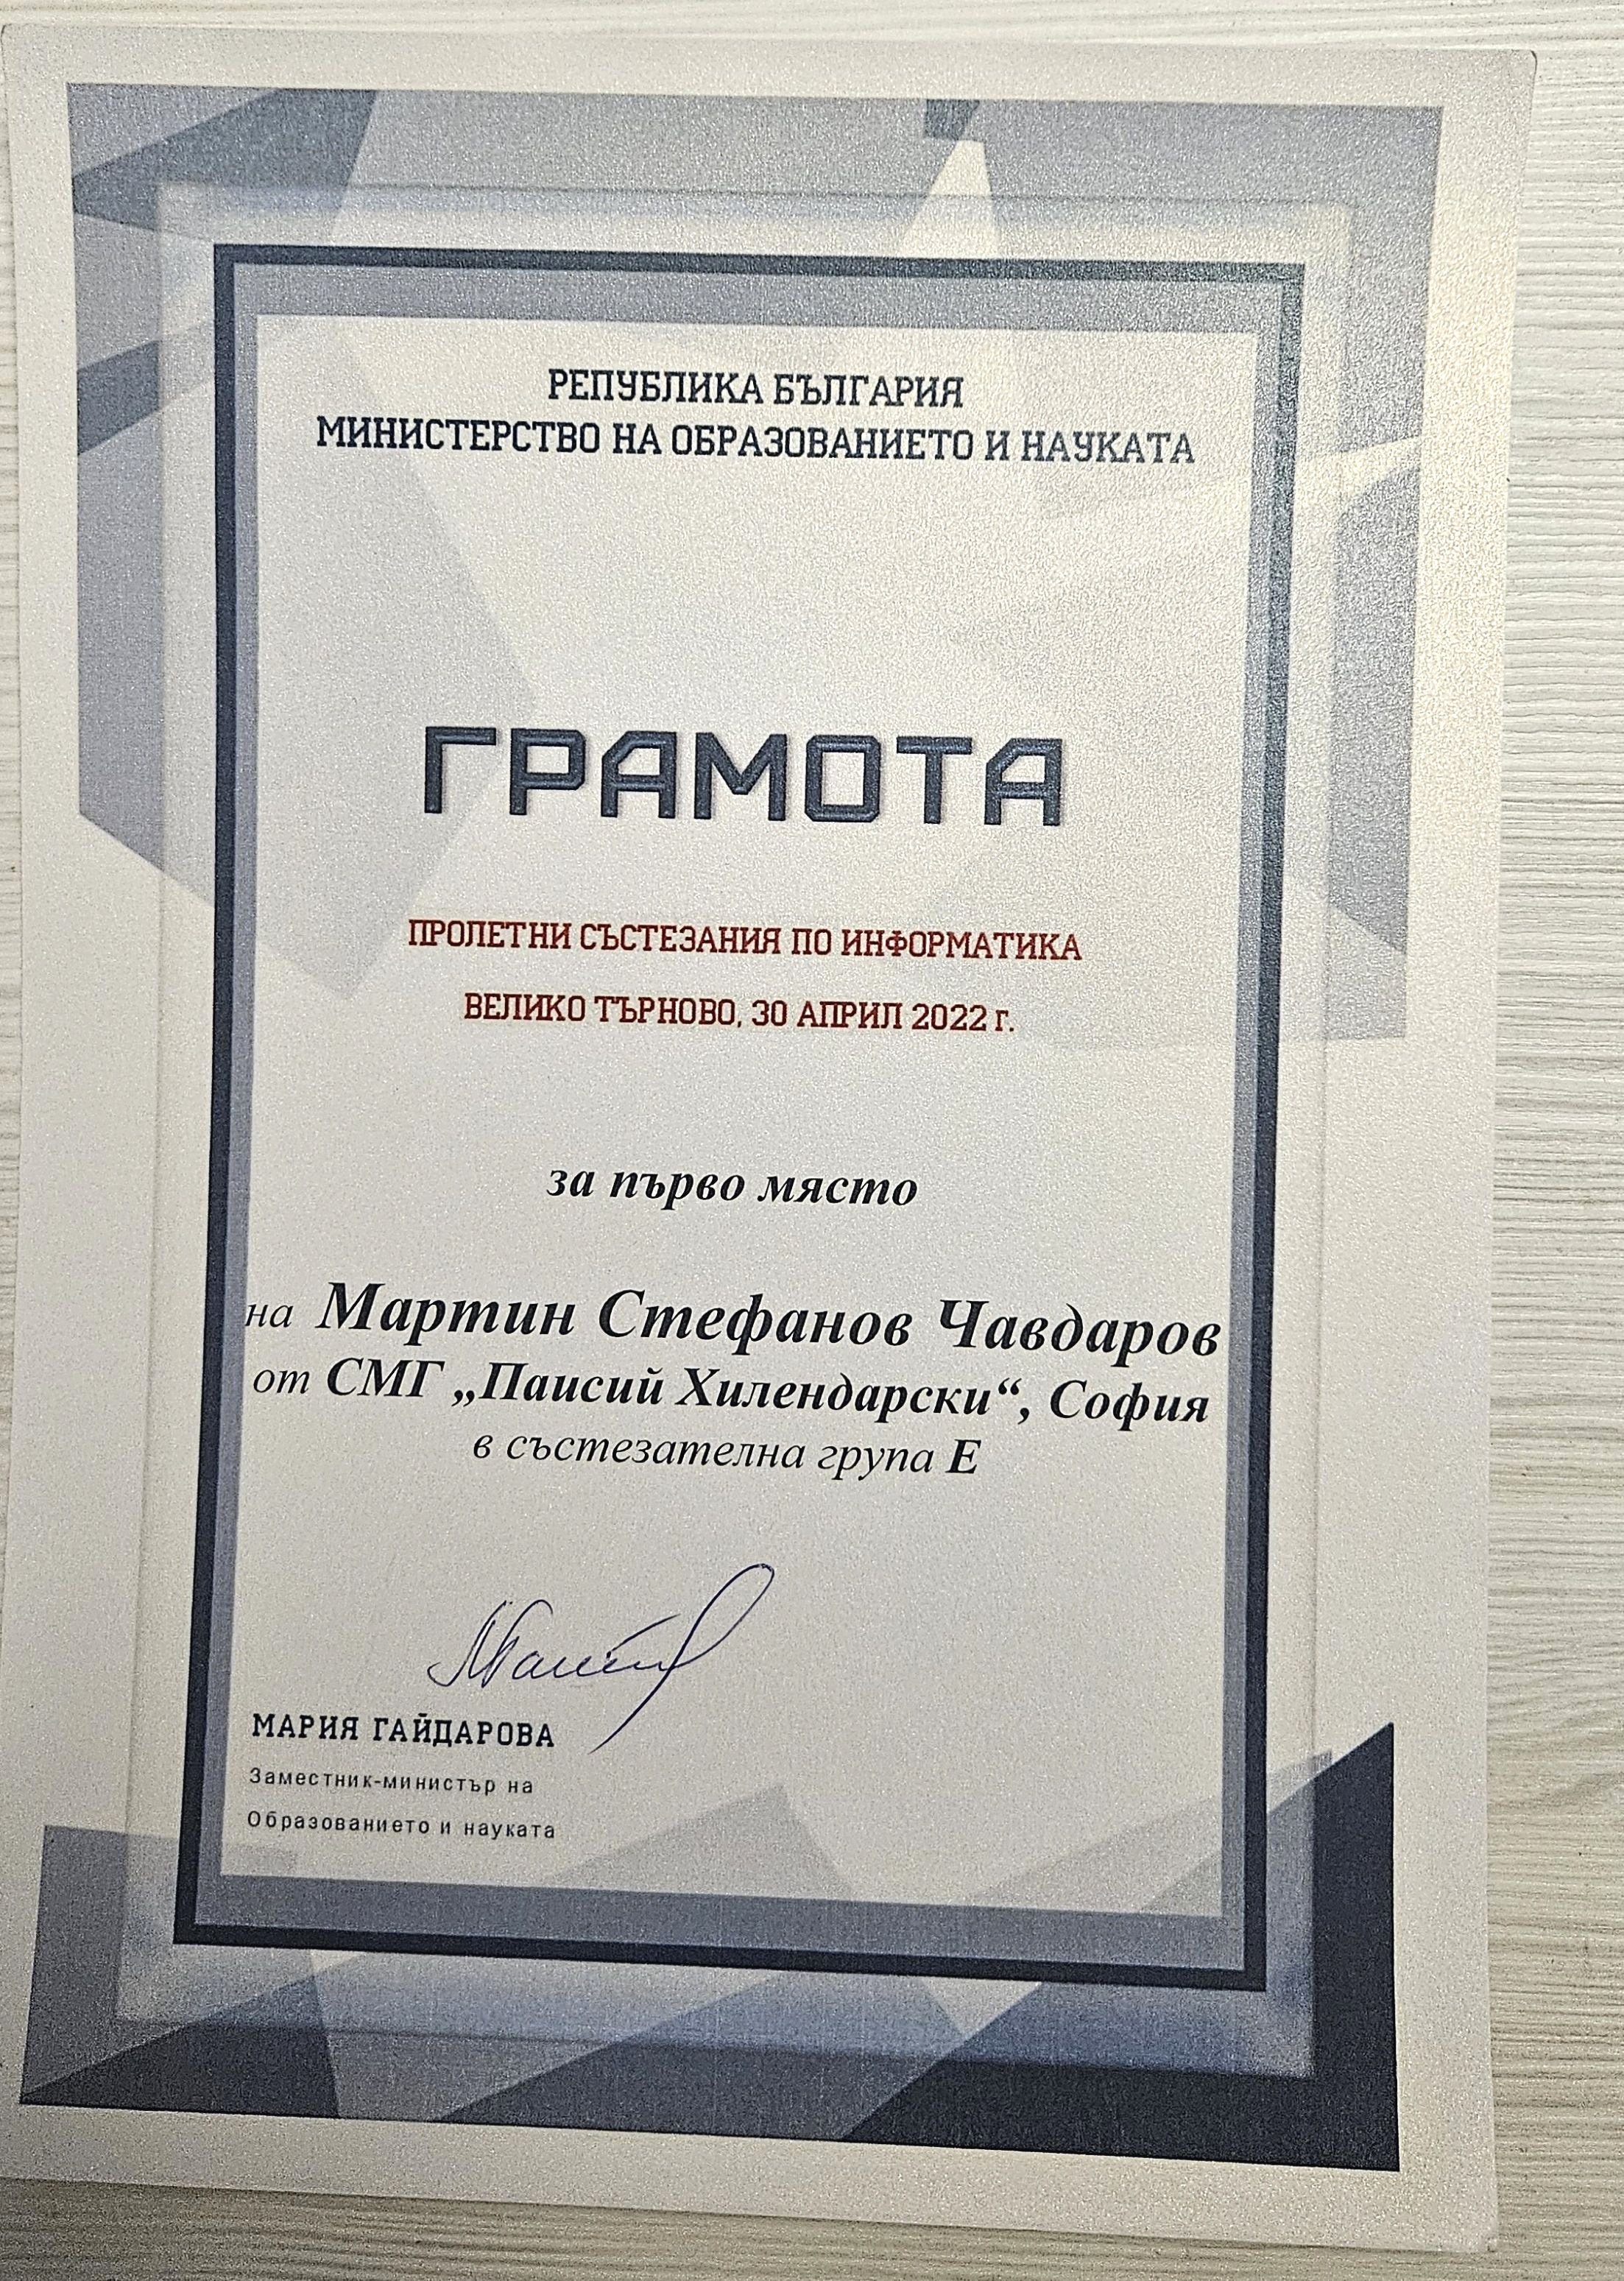 РЕПУБЛИКА БЪЛГАРИЯ
МИНИСТЕРСТВО НА ОБРАЗОВАНИЕТО И НАУКАТА
ГРАМОТА
ПРОЛЕТНИ СЪСТЕЗАНИЯ ПО ИНФОРМАТИКА
ВЕЛИКО ТЪРНОВО, 30 АПРИЛ 2022 г.
за първо място
на Мартин Стефанов Чавдаров
от СМГ „Паисий Хилендарски“, София
в състезателна група Е
МАРИЯ ГАЙДАРОВА
Заместник-министър на
Образованието и науката